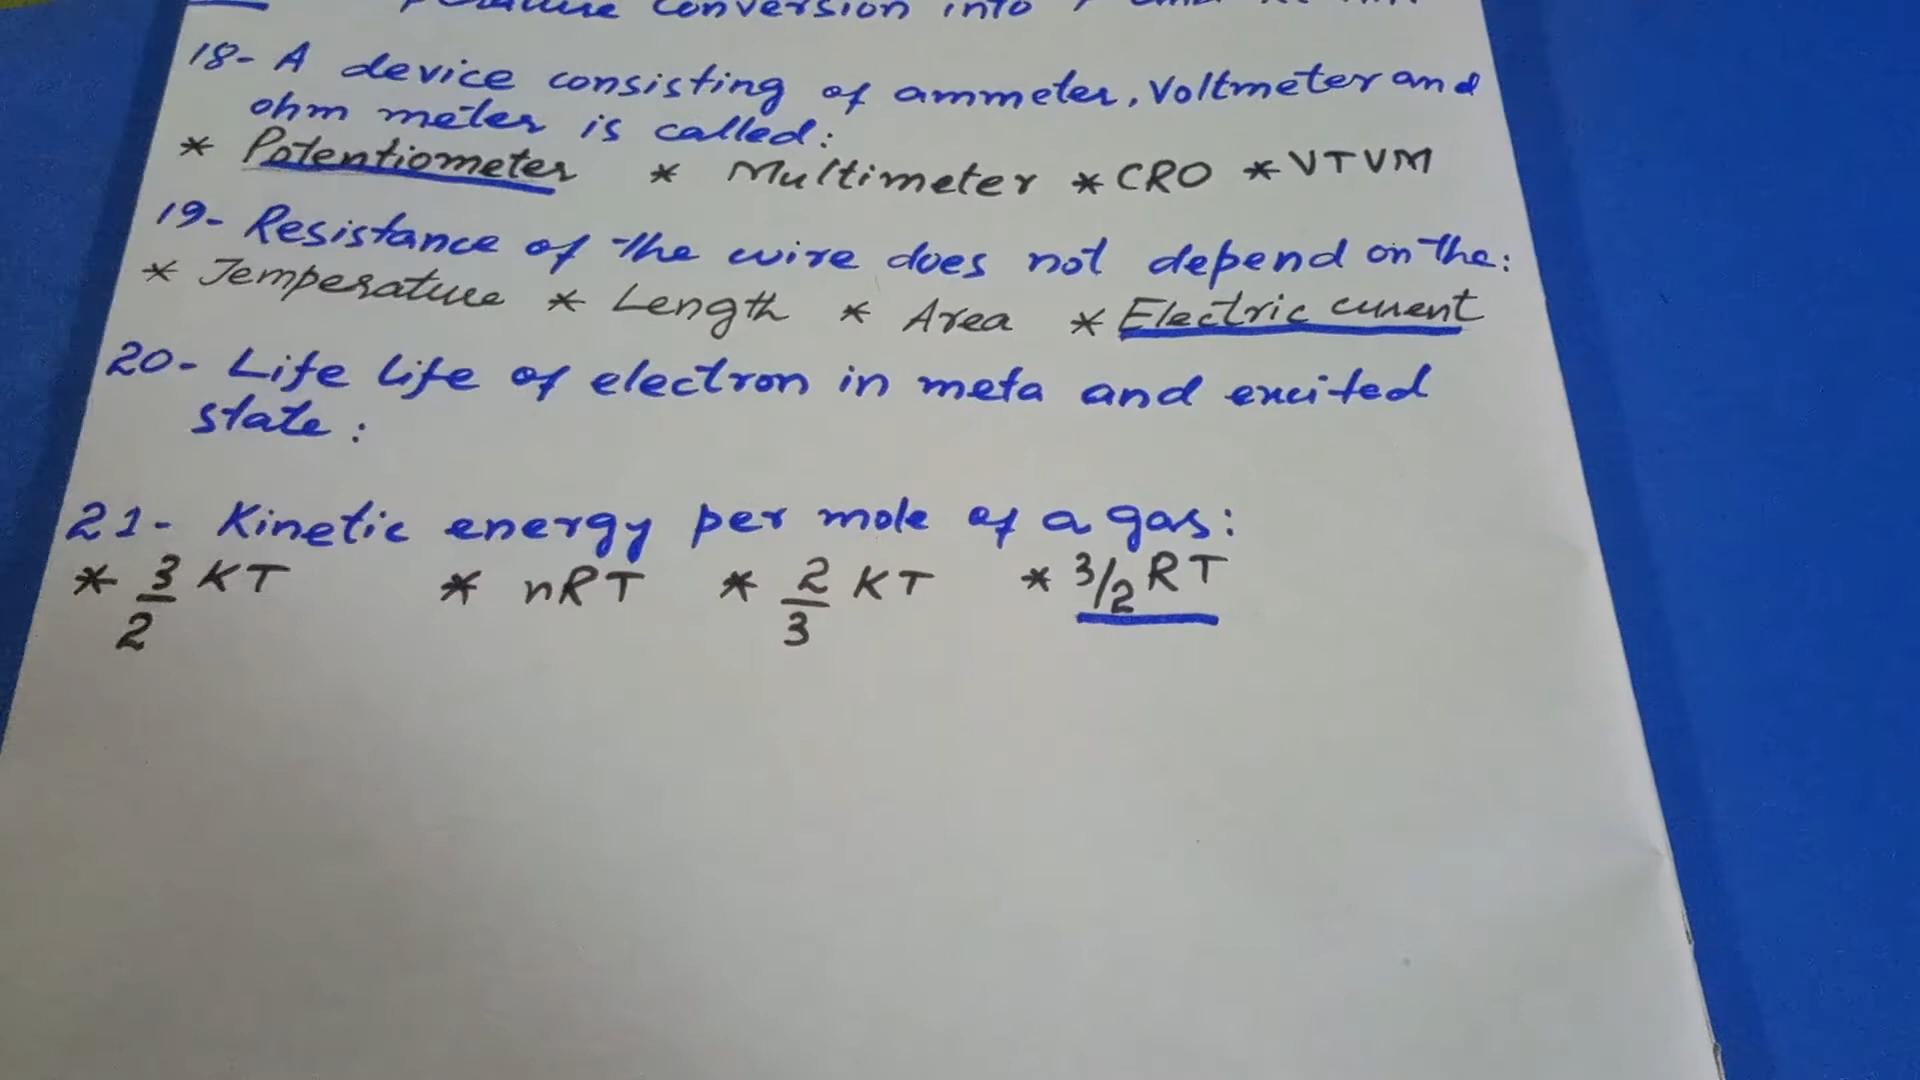 conversion into
18- A device consisting of ammeter, Voltmeter and
ohm meter is called:
* Potentiometer * Multimeter * CRO * VTVM
19- Resistance of the wire does not depend on the:
* Temperature * Length * Area * Electric current
20- Life life of electron in meta and excited
state:
21- Kinetic energy per mole of a gas:
* 3/2 KT * nRT * 2/3 KT * 3/2 RT